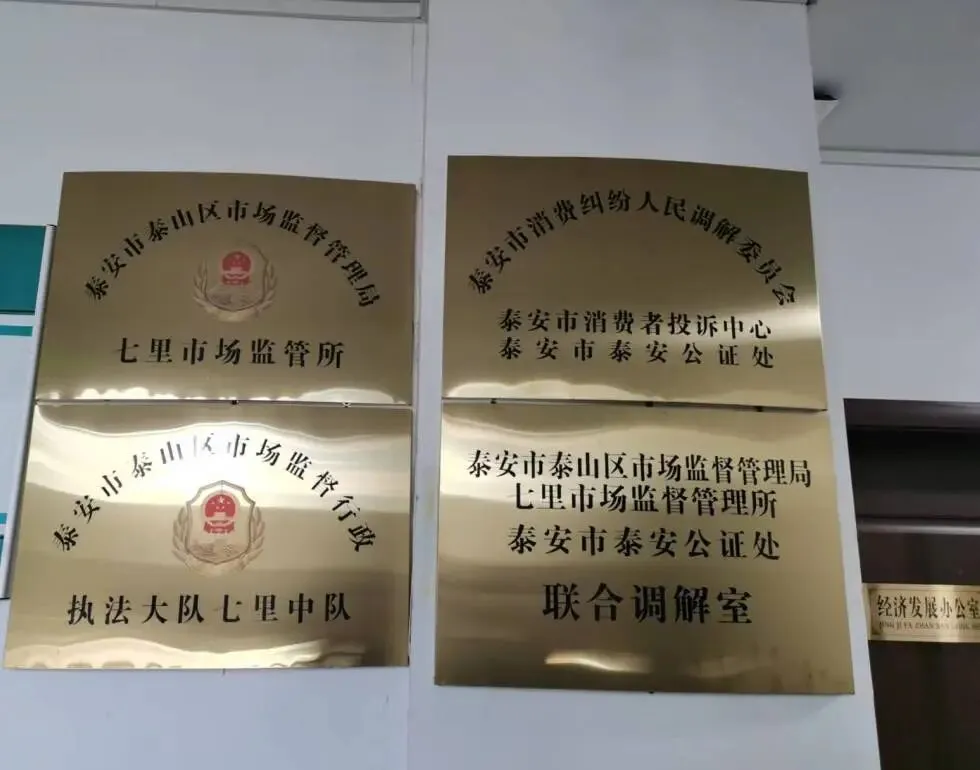 泰安市泰山区市场监督管理局
七里市场监管所
泰安市泰山区市场监督行政
执法大队七里中队
泰安市消费纠纷人民调解委员会
泰安市消费者投诉中心
泰安市泰安公证处
泰安市泰山区市场监督管理局
七里市场监督管理所
泰安市泰安公证处
联合调解室
经济发展办公室